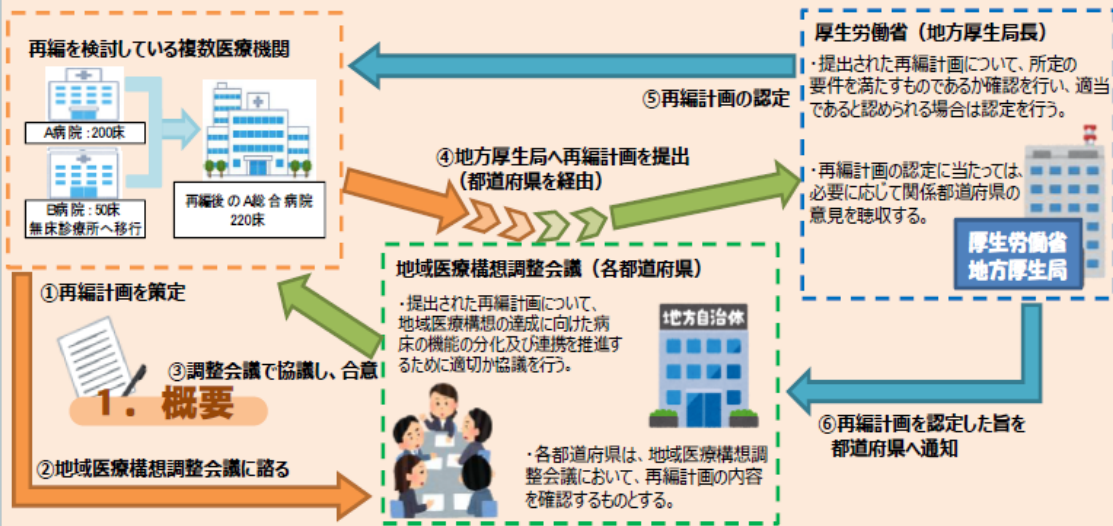 再編を検討している複数医療機関
A病院：200床
B病院：50床
無床診療所へ移行
再編後のA総合病院
220床
厚生労働省（地方厚生局長）
・提出された再編計画について、所定の
要件を満たすものであるか確認を行い、適当
であると認められる場合は認定を行う。
・再編計画の認定に当たっては、
必要に応じて関係都道府県の
意見を聴収する。
厚生労働省
地方厚生局
⑤再編計画の認定
④地方厚生局へ再編計画を提出
（都道府県を経由）
①再編計画を策定
③調整会議で協議し、合意
1．概要
②地域医療構想調整会議に諮る
地域医療構想調整会議（各都道府県）
・提出された再編計画について、
地域医療構想の達成に向けた病
床の機能の分化及び連携を推進す
るために適切か協議を行う。
地方自治体
・各都道府県は、地域医療構想調
整会議において、再編計画の内容
を確認するものとする。
⑥再編計画を認定した旨を
都道府県へ通知